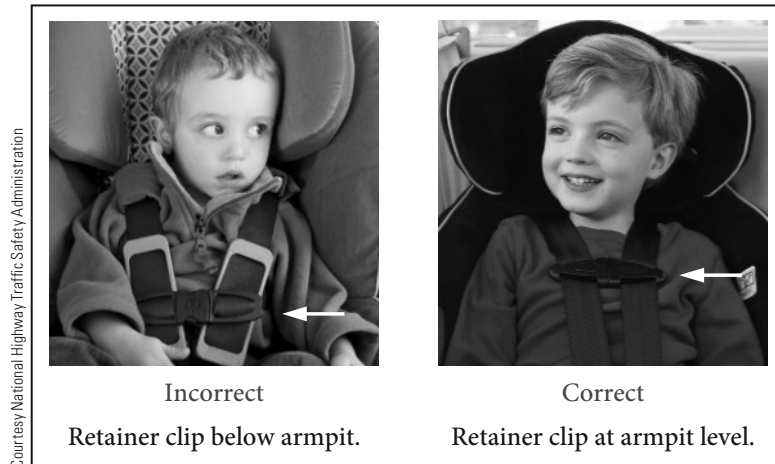 Courtesy National Highway Traffic Safety Administration
Incorrect
Correct
Retainer clip below armpit.
Retainer clip at armpit level.